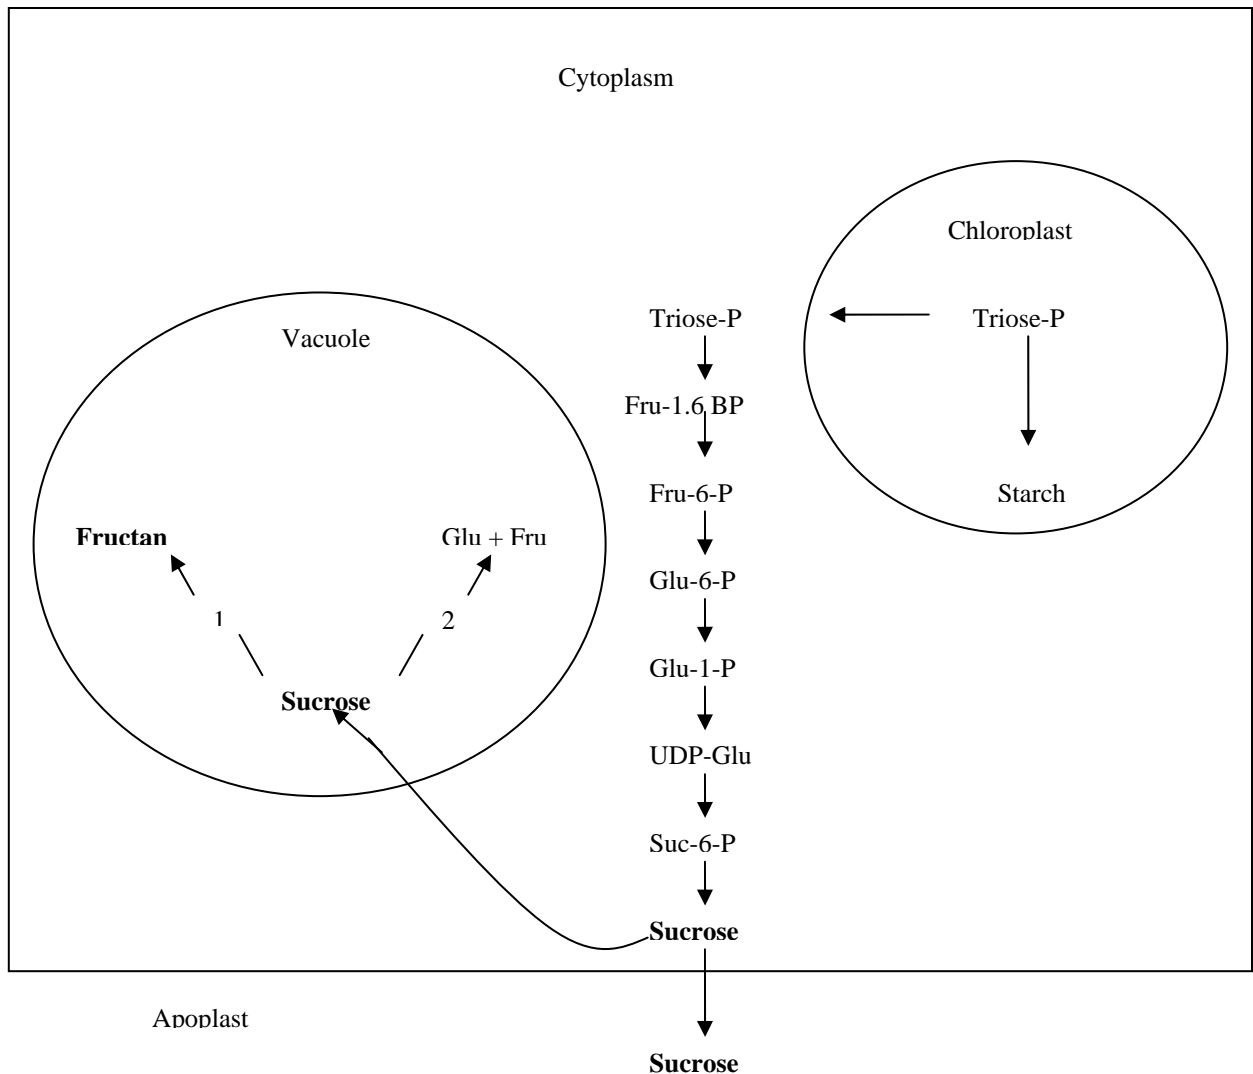 Cytoplasm
Chloroplast
Triose-P
Triose-P
Vacuole
Fru-1.6 BP
Fru-6-P
Starch
Fructan
Glu + Fru
Glu-6-P
1
2
Glu-1-P
Sucrose
UDP-Glu
Suc-6-P
Sucrose
Apoplast
Sucrose